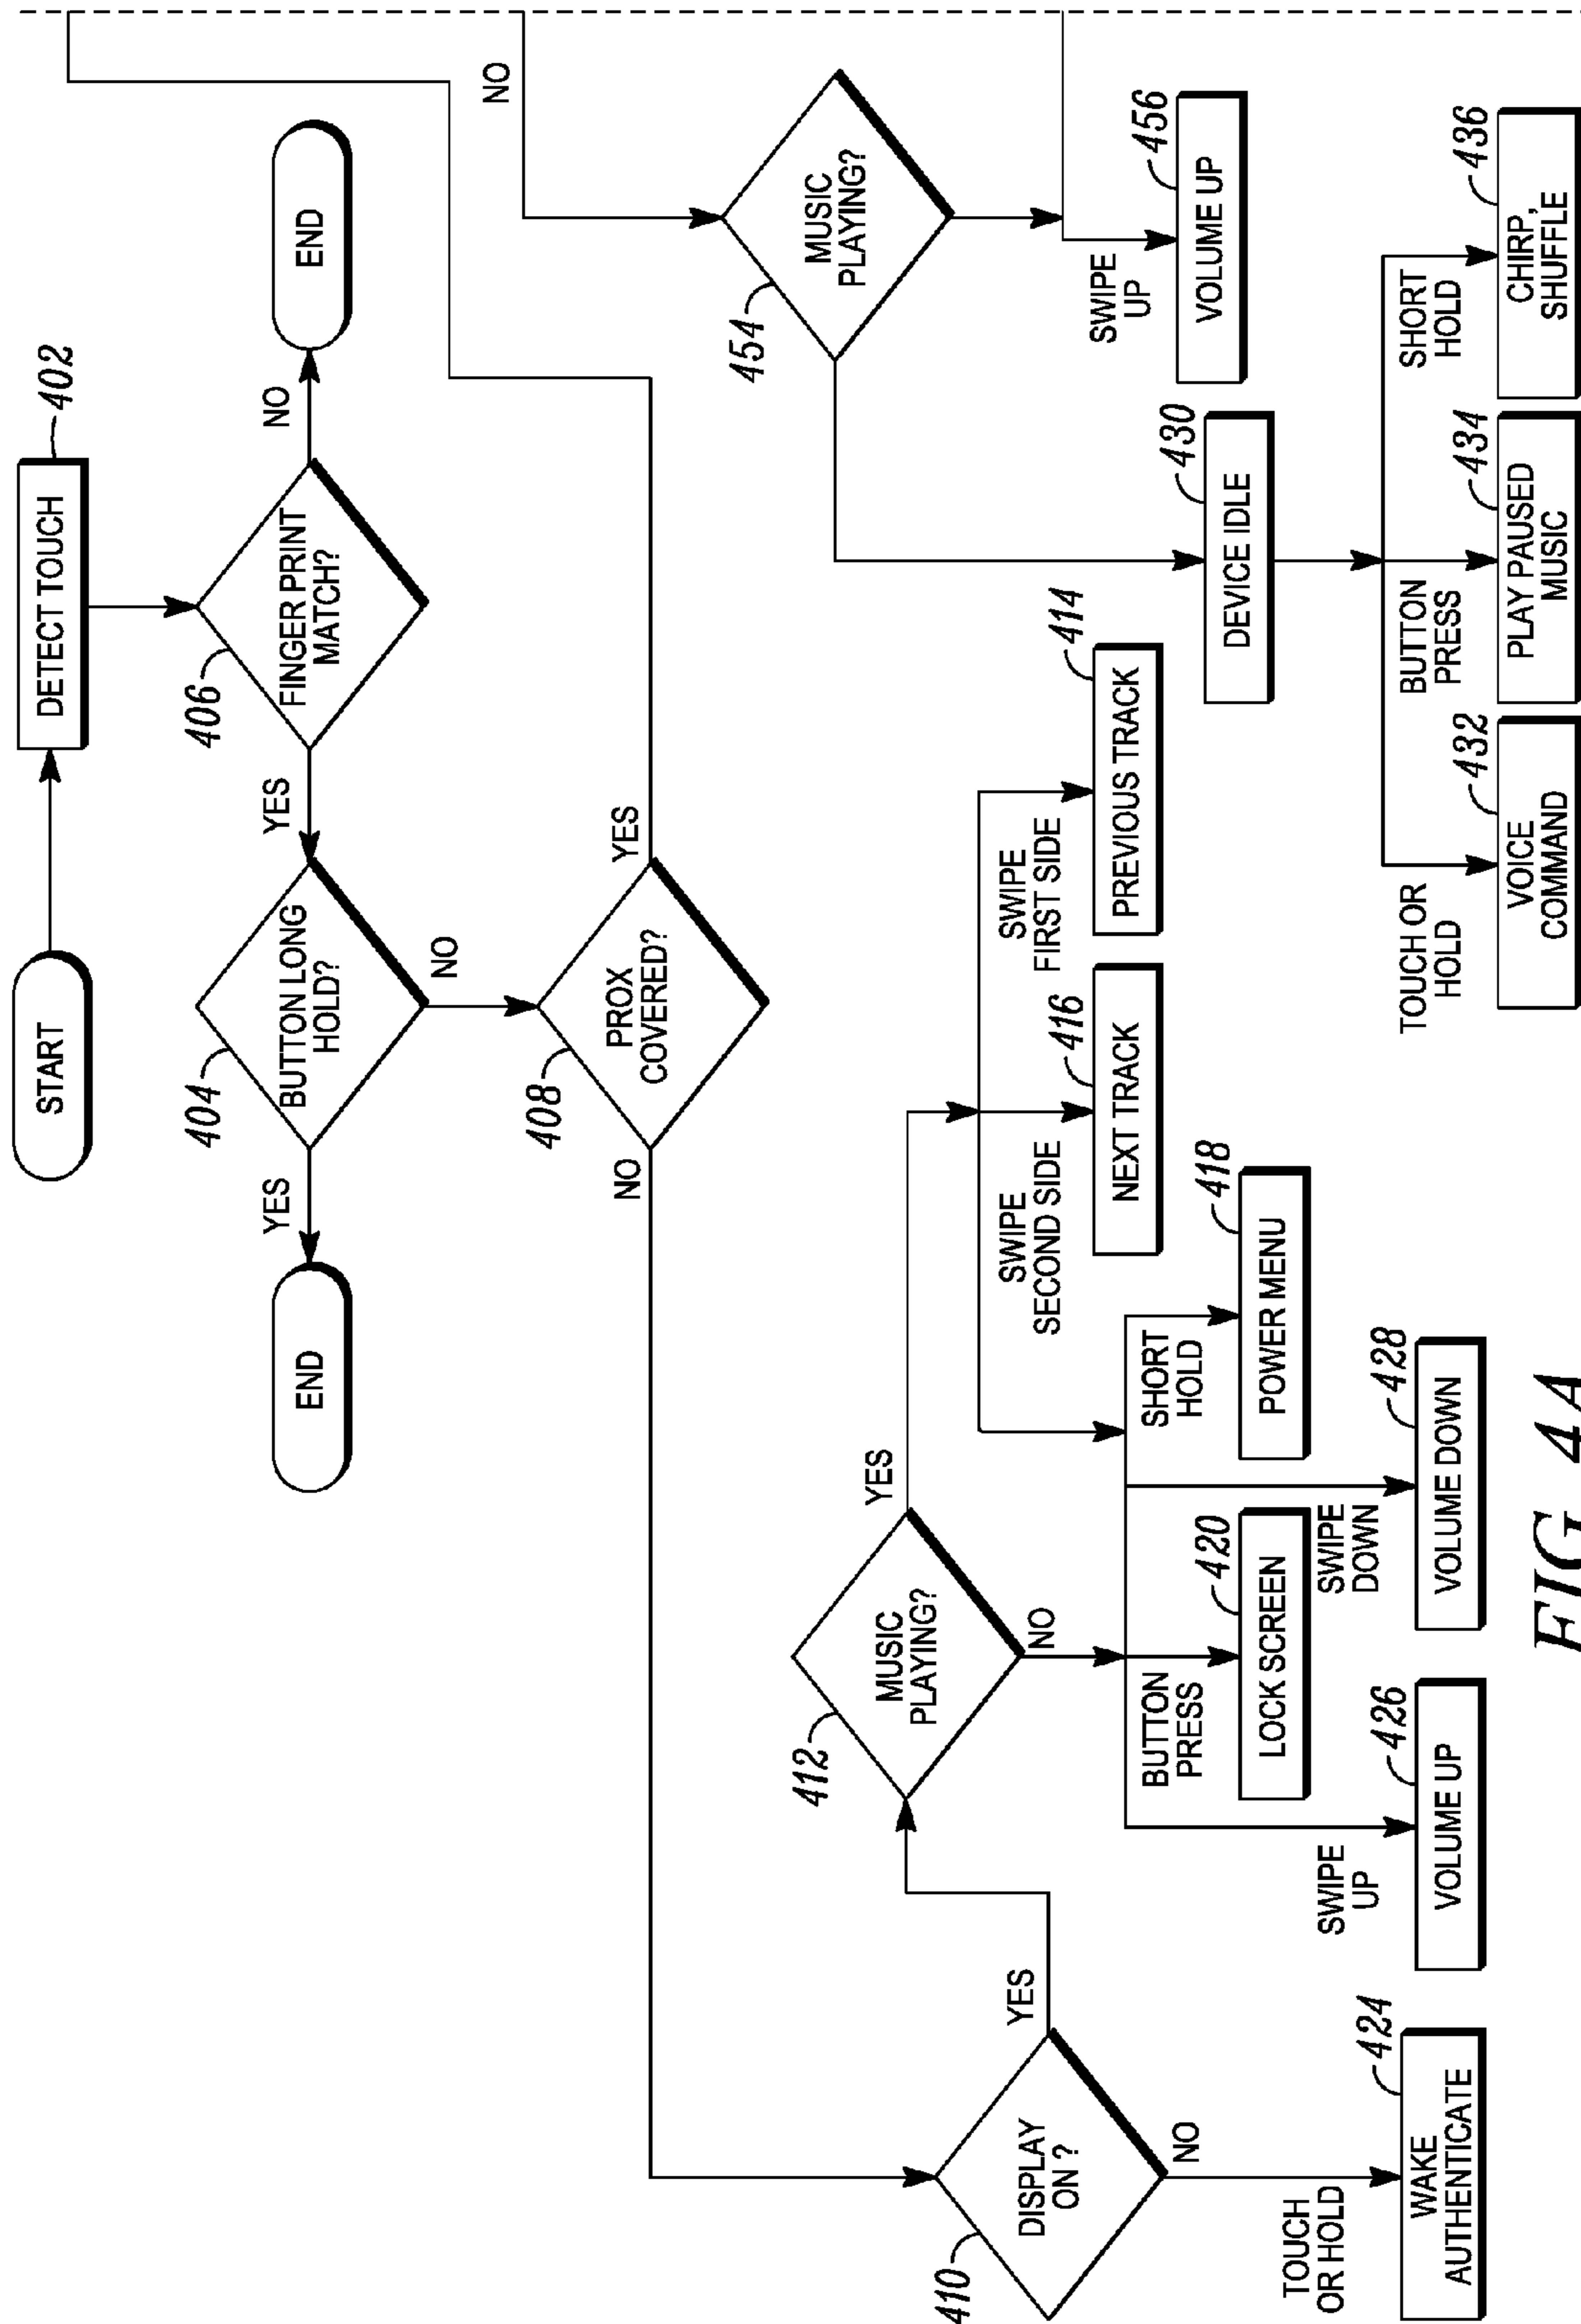 START
DETECT TOUCH
402
FINGER PRINT
MATCH?
406
NO
END
YES
BUTTON LONG
HOLD?
404
YES
END
NO
PROX
COVERED?
408
YES
NO
DISPLAY
ON ?
410
YES
NO
TOUCH
OR HOLD
WAKE
AUTHENTICATE
424
MUSIC
PLAYING?
412
YES
NO
SWIPE
SECOND SIDE
NEXT TRACK
416
SWIPE
FIRST SIDE
PREVIOUS TRACK
414
BUTTON
PRESS
LOCK SCREEN
420
SHORT
HOLD
POWER MENU
418
SWIPE
UP
VOLUME UP
426
SWIPE
DOWN
VOLUME DOWN
428
NO
MUSIC
PLAYING?
454
SWIPE
UP
VOLUME UP
456
DEVICE IDLE
430
TOUCH OR
HOLD
VOICE
COMMAND
432
BUTTON
PRESS
PLAY PAUSED
MUSIC
434
SHORT
HOLD
CHIRP,
SHUFFLE
436
FIG. 4A